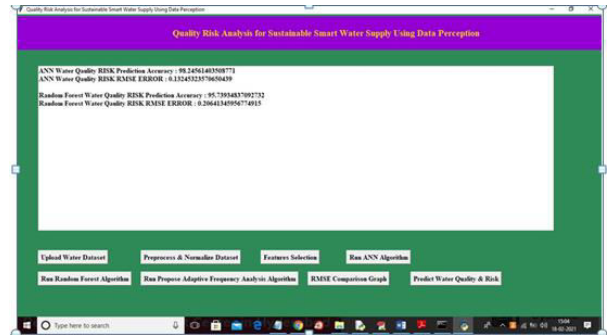 Quality Risk Analysis for Sustainable Smart Water Supply Using Data Perception
Quality Risk Analysis for Sustainable Smart Water Supply Using Data Perception
ANN Water Quality RISK Prediction Accuracy : 98.24561403508771
ANN Water Quality RISK RMSE ERROR : 0.13245323570650439
Random Forest Water Quality RISK Prediction Accuracy : 95.73934837092732
Random Forest Water Quality RISK RMSE ERROR : 0.20641345956774915
Upload Water Dataset Preprocess & Normalize Dataset Features Selection Run ANN Algorithm
Run Random Forest Algorithm Run Propose Adaptive Frequency Analysis Algorithm RMSE Comparison Graph Predict Water Quality & Risk
Type here to search
15:04
18-02-2021